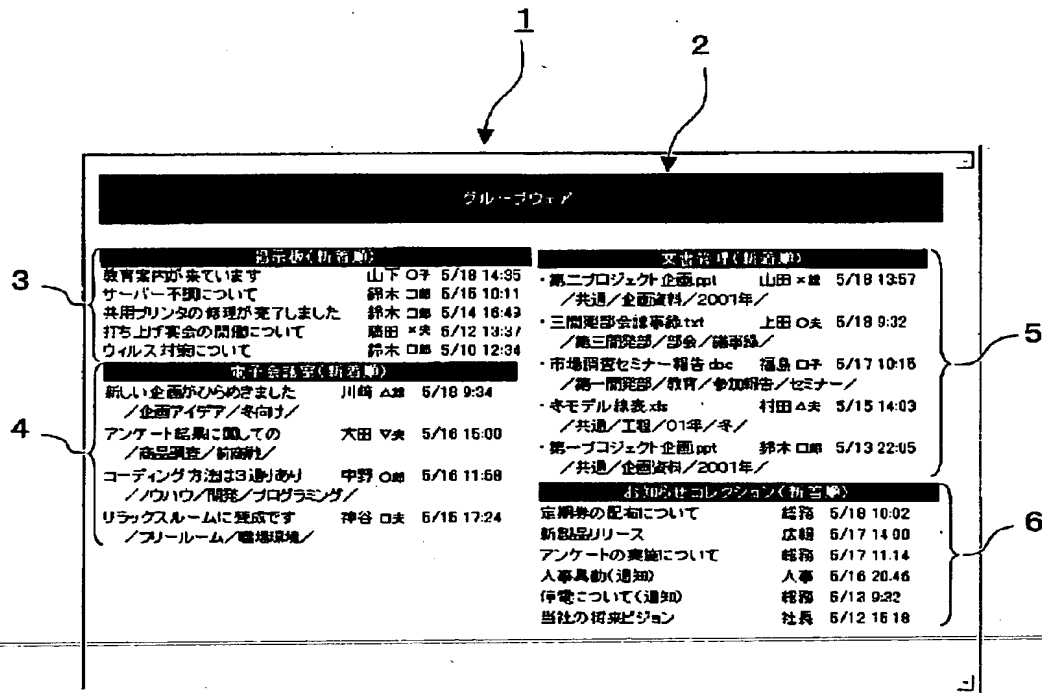 1
2
グループウェア
3
掲示板(新着順)
教育案内が来ています 山下 ○子 5/18 14:35
サーバー不調について 鈴木 □郎 5/15 10:11
共用プリンタの修理が完了しました 鈴木 □郎 5/14 16:43
打ち上げ宴会の開催について 藤田 ×夫 5/12 13:37
ウィルス対策について 鈴木 □郎 5/10 12:34
4
電子会議室(新着順)
新しい企画がひらめきました 川崎 △雄 5/18 9:34
/企画アイデア/冬向け/
アンケート結果に関しての 大田 ▽夫 5/16 15:00
/商品調査/前商戦/
コーディング方法は3通りあり 中野 ○郎 5/16 11:58
/ノウハウ/開発/プログラミング/
リラックスルームに賛成です 神谷 □夫 5/15 17:24
/フリールーム/職場環境/
5
文書管理(新着順)
・第二プロジェクト企画.ppt 山田 ×雄 5/18 13:57
/共通/企画資料/2001年/
・三開発部会議事録.txt 上田 ○夫 5/18 9:32
/第三開発部/部会/議事録/
・市場調査セミナー報告.doc 福島 □子 5/17 10:15
/第一開発部/教育/参加報告/セミナー/
・冬モデル線表.xls 村田 △夫 5/15 14:03
/共通/工程/01年/冬/
・第一プロジェクト企画.ppt 鈴木 □郎 5/13 22:05
/共通/企画資料/2001年/
6
お知らせコレクション(新着順)
定期券の配布について 総務 5/18 10:02
新製品リリース 広報 5/17 14:00
アンケートの実施について 総務 5/17 11:14
人事異動(通知) 人事 5/16 20:46
停電について(通知) 総務 5/13 9:32
当社の将来ビジョン 社長 5/12 15:18